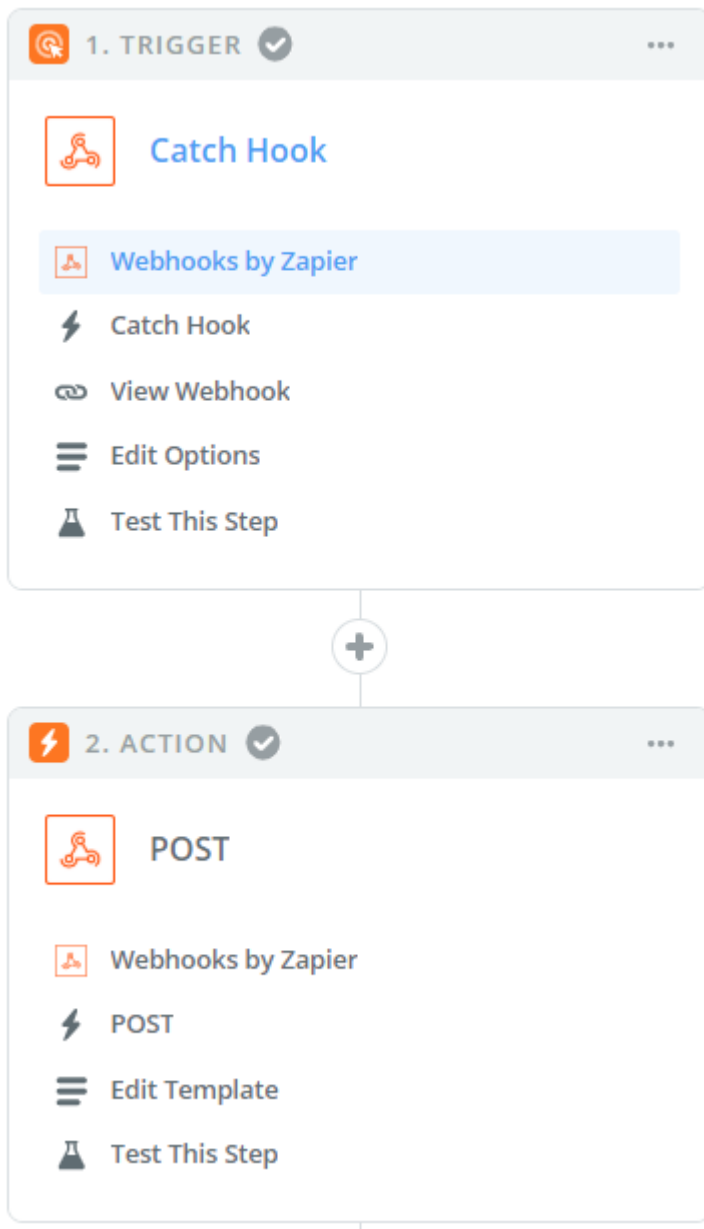 1. TRIGGER
Catch Hook
Webhooks by Zapier
Catch Hook
View Webhook
Edit Options
Test This Step
2. ACTION
POST
Webhooks by Zapier
POST
Edit Template
Test This Step